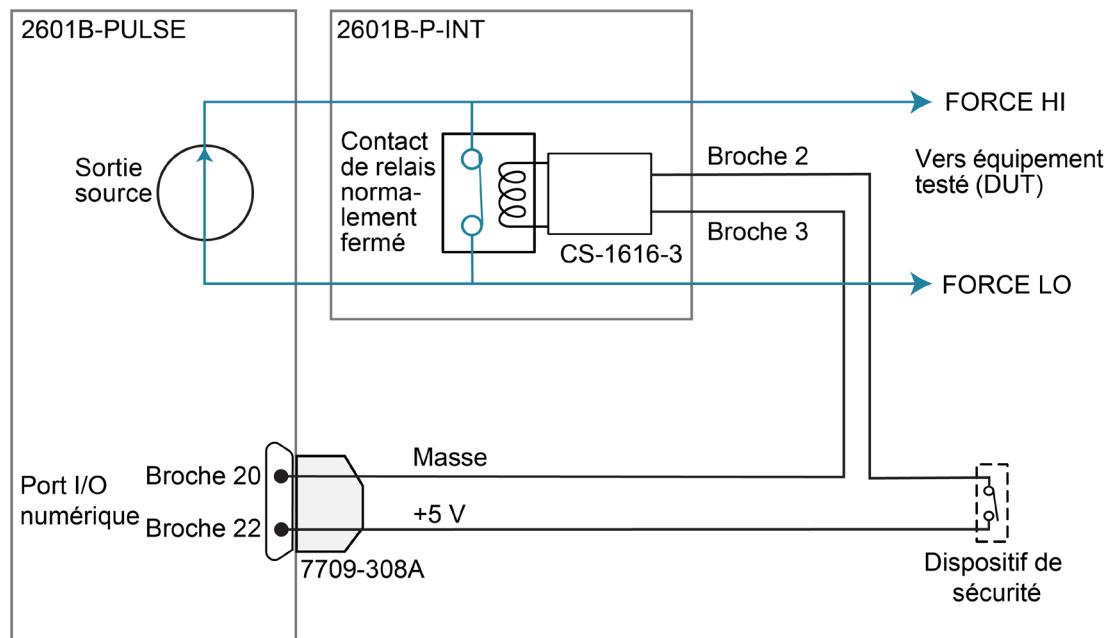 2601B-PULSE
2601B-P-INT
FORCE HI
Sortie
source
Contact
de relais
norma-
lement
fermé
Broche 2
Broche 3
CS-1616-3
Vers équipement
testé (DUT)
FORCE LO
Port I/O
numérique
Broche 20
Broche 22
Masse
+5 V
7709-308A
Dispositif de
sécurité